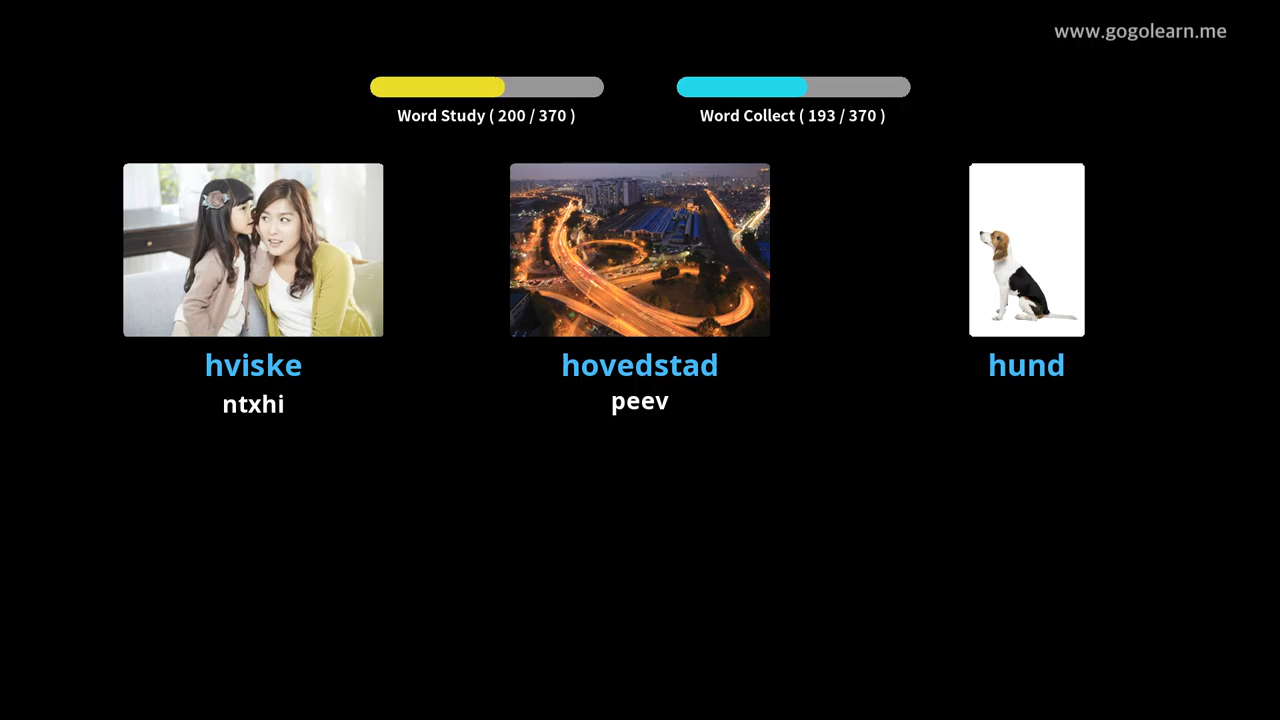 www.gogolearn.me
Word Study ( 200 / 370 )
Word Collect ( 193 / 370 )
hviske
hovedstad
hund
ntxhi
peev